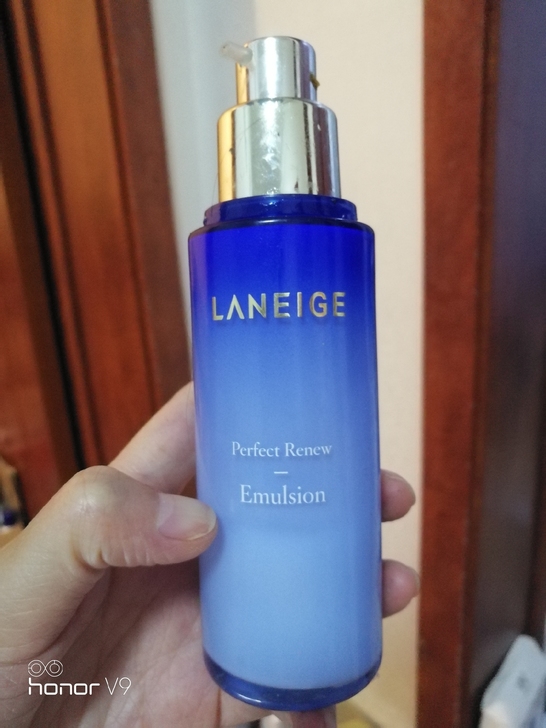 LANEIGE
Perfect Renew
Emulsion
honor V9